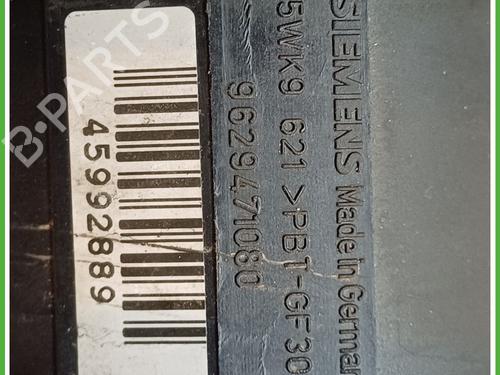 SIEMENS Made in German
5WK9 621 >PBT-GF30
9629471080
45992889
B-PARTS